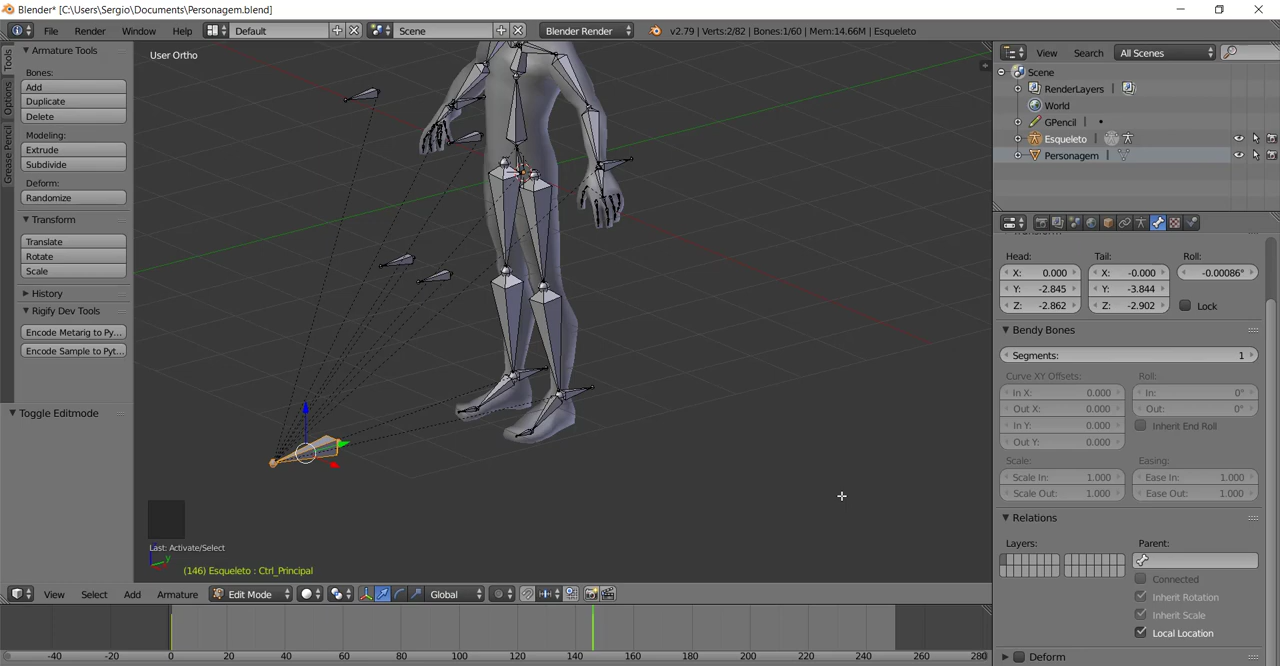 Blender* [C:\Users\Sergio\Documents\Personagem.blend]
File Render Window Help Default Scene Blender Render v2.79 | Verts:2/82 | Bones:1/60 | Mem:14.66M | Esqueleto
Tools
Options
Grease Pencil
Armature Tools
Bones:
Add
Duplicate
Delete
Modeling:
Extrude
Subdivide
Deform:
Randomize
Transform
Translate
Rotate
Scale
History
Rigify Dev Tools
Encode Metarig to Py...
Encode Sample to Pyt...
Toggle Editmode
User Ortho
Last: Activate/Select
y
(146) Esqueleto : Ctrl_Principal
View Select Add Armature Edit Mode Global
-40 -20 0 20 40 60 80 100 120 140 160 180 200 220 240 260 280
View Search All Scenes
Scene
RenderLayers
World
GPencil
Esqueleto
Personagem
Head: Tail: Roll:
X: 0.000 X: -0.000 -0.00086°
Y: -2.845 Y: -3.844
Z: -2.862 Z: -2.902 Lock
Bendy Bones
Segments: 1
Curve XY Offsets: Roll:
In X: 0.000 In: 0°
Out X: 0.000 Out: 0°
In Y: 0.000 Inherit End Roll
Out Y: 0.000
Scale: Easing:
Scale In: 1.000 Ease In: 1.000
Scale Out: 1.000 Ease Out: 1.000
Relations
Layers: Parent:
Connected
Inherit Rotation
Inherit Scale
Local Location
Deform